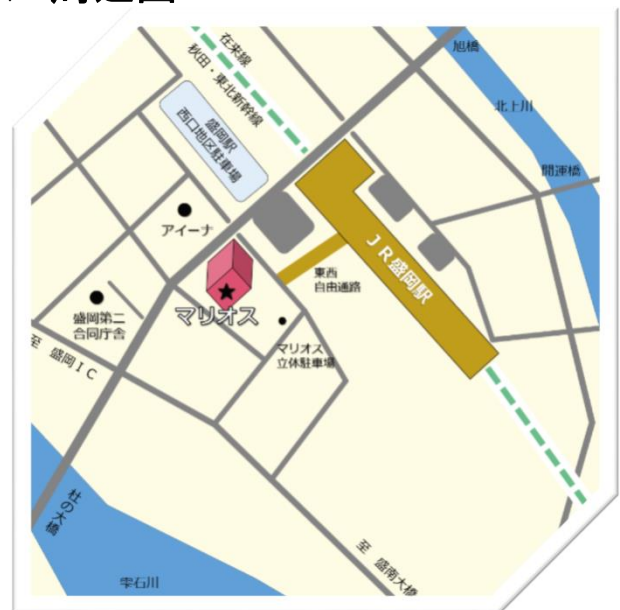 在来線
秋田・東北新幹線
旭橋
北上川
開運橋
盛岡駅
西口地区駐車場
アイーナ
JR盛岡駅
東西
自由通路
マリオス
盛岡第二
合同庁舎
マリオス
立体駐車場
至 盛岡IC
杜の大橋
至 盛南大橋
雫石川